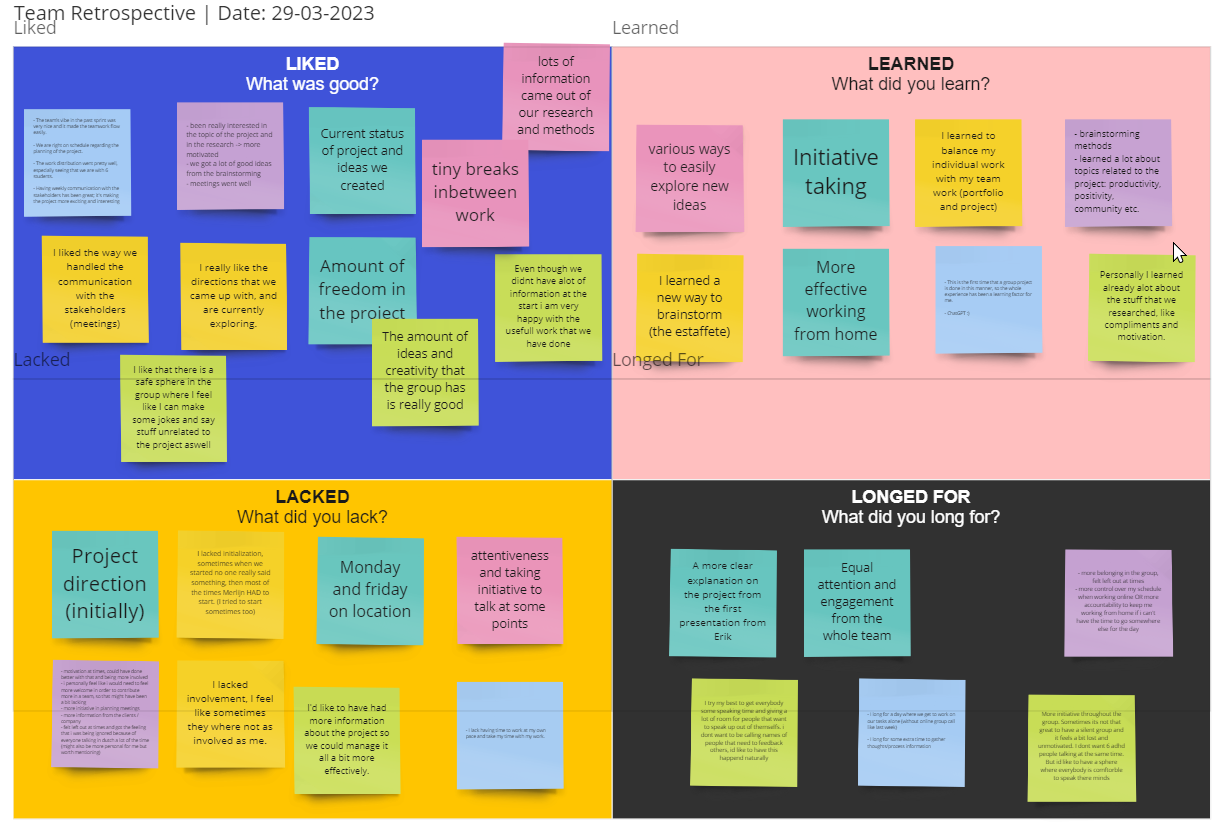 Team Retrospective | Date: 29-03-2023
Liked
LIKED
What was good?
- The team's vibe in the past sprint was
very nice and it made the teamwork flow
easily.
- We are right on schedule regarding the
planning of the project.
- The work distribution went pretty well,
especially seeing that we are with 6
students.
- Having weekly communication with the
stakeholders has been great; it's making
the project more exciting and interesting
- been really interested in
the topic of the project and
in the research -> more
motivated
- we got a lot of good ideas
from the brainstorming
- meetings went well
Current status
of project and
ideas we
created
tiny breaks
inbetween
work
lots of
information
came out of
our research
and methods
I liked the way we
handled the
communication
with the
stakeholders
(meetings)
I really like the
directions that we
came up with, and
are currently
exploring.
Amount of
freedom in
the project
The amount of
ideas and
creativity that
the group has
is really good
Even though we
didnt have alot of
information at the
start i am very
happy with the
usefull work that we
have done
Lacked
I like that there is a
safe sphere in the
group where I feel
like I can make
some jokes and say
stuff unrelated to
the project aswell
Learned
LEARNED
What did you learn?
various ways
to easily
explore new
ideas
Initiative
taking
I learned to
balance my
individual work
with my team
work (portfolio
and project)
- brainstorming
methods
- learned a lot about
topics related to the
project: productivity,
positivity,
community etc.
I learned a
new way to
brainstorm
(the estaffete)
More
effective
working
from home
- This is the first time that a group project
is done in this manner, so the whole
experience has been a learning factor for
me.
- ChatGPT :)
Personally I learned
already alot about
the stuff that we
researched, like
compliments and
motivation.
Longed For
LACKED
What did you lack?
Project
direction
(initially)
I lacked initialization,
sometimes when we
started no one really said
something, then most of
the times Merlijn HAD to
start. (I tried to start
sometimes too)
Monday
and friday
on location
attentiveness
and taking
initiative to
talk at some
points
- motivation at times, could have done
better with that and being more involved
- i personally feel like i would need to feel
more welcome in order to contribute
more in a team, so that might have been
a bit lacking
- more initiative in planning meetings
- more information from the clients /
company
- felt left out at times and got the feeling
that i was being ignored because of
everyone talking in dutch a lot of the time
(might also be more personal for me but
worth mentioning)
I lacked
involvement, I feel
like sometimes
they where not as
involved as me.
I'd like to have had
more information
about the project so
we could manage it
all a bit more
effectively.
- I lack having time to work at my own
pace and take my time with my work.
LONGED FOR
What did you long for?
A more clear
explanation on
the project from
the first
presentation from
Erik
Equal
attention and
engagement
from the
whole team
- more belonging in the group,
felt left out at times
- more control over my schedule
when working online OR more
accountability to keep me
working from home if i can't
have the time to go somewhere
else for the day
I try my best to get everybody
some speaking time and giving a
lot of room for people that want
to speak up out of themselfs. i
dont want to be calling names of
people that need to feedback
others, id like to have this
happend naturally
- I long for a day where we get to work on
our tasks alone (without online group call
like last week)
- I long for some extra time to gather
thoughts/process information
More initiative throughout the
group. Sometimes its not that
great to have a silent group and
it feels a bit lost and
unmotivated. I dont want 6 adhd
people talking at the same time.
But id like to have a sphere
where everybody is comftorble
to speak there minds